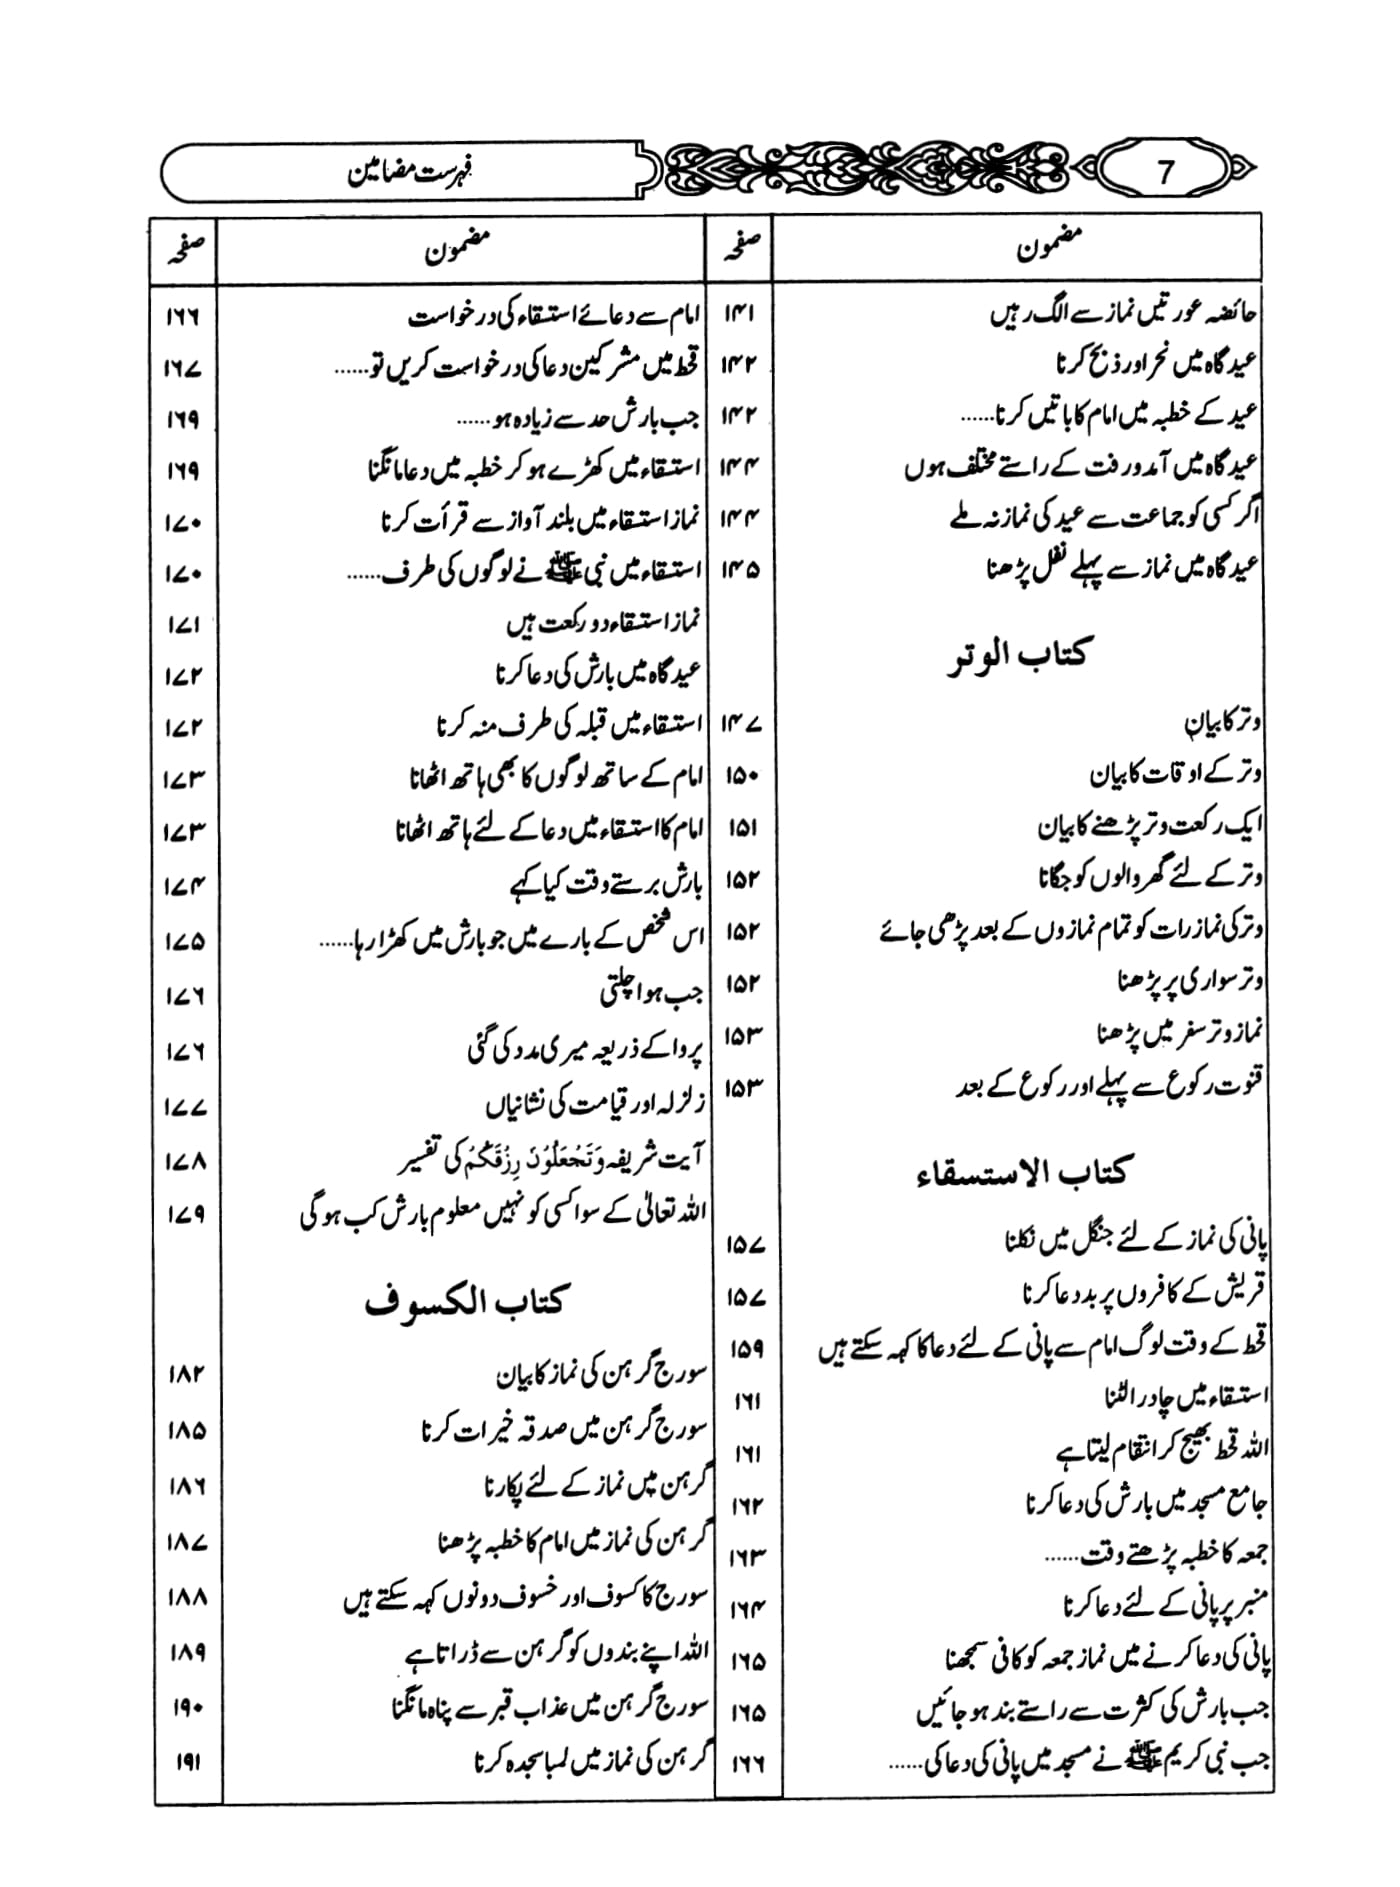 7
فہرست مضامین
مضمون صفحہ
حائضہ عورتیں نماز سے الگ رہیں ۱۴۱
عیدگاہ میں نحر اور ذبح کرنا ۱۴۲
عید کے خطبہ میں امام کا باتیں کرنا...... ۱۴۲
عیدگاہ میں آمدورفت کے راستے مختلف ہوں ۱۴۴
اگر کسی کو جماعت سے عید کی نماز نہ ملے ۱۴۴
عیدگاہ میں نماز سے پہلے نفل پڑھنا ۱۴۵
کتاب الوتر
وتر کا بیان ۱۴۷
وتر کے اوقات کا بیان ۱۵۰
ایک رکعت وتر پڑھنے کا بیان ۱۵۱
وتر کے لئے گھر والوں کو جگانا ۱۵۲
وتر کی نماز رات کو تمام نمازوں کے بعد پڑھی جائے ۱۵۲
وتر سواری پر پڑھنا ۱۵۲
نماز وتر سفر میں پڑھنا ۱۵۳
قنوت رکوع سے پہلے اور رکوع کے بعد ۱۵۳
کتاب الاستسقاء
پانی کی نماز کے لئے جنگل میں نکلنا ۱۵۷
قریش کے کافروں پر بددعا کرنا ۱۵۷
قحط کے وقت لوگ امام سے پانی کے لئے دعا کا کہہ سکتے ہیں ۱۵۹
استسقاء میں چادر الٹنا ۱۶۱
اللہ قحط بھیج کر انتقام لیتا ہے ۱۶۱
جامع مسجد میں بارش کی دعا کرنا ۱۶۲
جمعہ کا خطبہ پڑھتے وقت...... ۱۶۳
منبر پر پانی کے لئے دعا کرنا ۱۶۴
پانی کی دعا کرنے میں نماز جمعہ کو کافی سمجھنا ۱۶۵
جب بارش کی کثرت سے راستے بند ہو جائیں ۱۶۵
جب نبی کریم ﷺ نے مسجد میں پانی کی دعا کی...... ۱۶۶
مضمون صفحہ
امام سے دعائے استسقاء کی درخواست ۱۶۶
قحط میں مشرکین دعا کی درخواست کریں تو...... ۱۶۷
جب بارش حد سے زیادہ ہو...... ۱۶۹
استسقاء میں کھڑے ہو کر خطبہ میں دعا مانگنا ۱۶۹
نماز استسقاء میں بلند آواز سے قرأت کرنا ۱۷۰
استسقاء میں نبی ﷺ نے لوگوں کی طرف...... ۱۷۰
نماز استسقاء دو رکعت ہیں ۱۷۱
عیدگاہ میں بارش کی دعا کرنا ۱۷۲
استسقاء میں قبلہ کی طرف منہ کرنا ۱۷۲
امام کے ساتھ لوگوں کا بھی ہاتھ اٹھانا ۱۷۳
امام کا استسقاء میں دعا کے لئے ہاتھ اٹھانا ۱۷۳
بارش برستے وقت کیا کہے ۱۷۴
اس شخص کے بارے میں جو بارش میں کھڑا رہا...... ۱۷۵
جب ہوا چلتی ۱۷۶
پروا کے ذریعہ میری مدد کی گئی ۱۷۶
زلزلہ اور قیامت کی نشانیاں ۱۷۷
آیت شریفہ وَتَجْعَلُوْنَ رِزْقَكُمْ کی تفسیر ۱۷۸
اللہ تعالیٰ کے سوا کسی کو نہیں معلوم بارش کب ہوگی ۱۷۹
کتاب الکسوف
سورج گرہن کی نماز کا بیان ۱۸۲
سورج گرہن میں صدقہ خیرات کرنا ۱۸۵
گرہن میں نماز کے لئے پکارنا ۱۸۶
گرہن کی نماز میں امام کا خطبہ پڑھنا ۱۸۷
سورج کا کسوف اور خسوف دونوں کہہ سکتے ہیں ۱۸۸
اللہ اپنے بندوں کو گرہن سے ڈراتا ہے ۱۸۹
سورج گرہن میں عذاب قبر سے پناہ مانگنا ۱۹۰
گرہن کی نماز میں لمبا سجدہ کرنا ۱۹۱